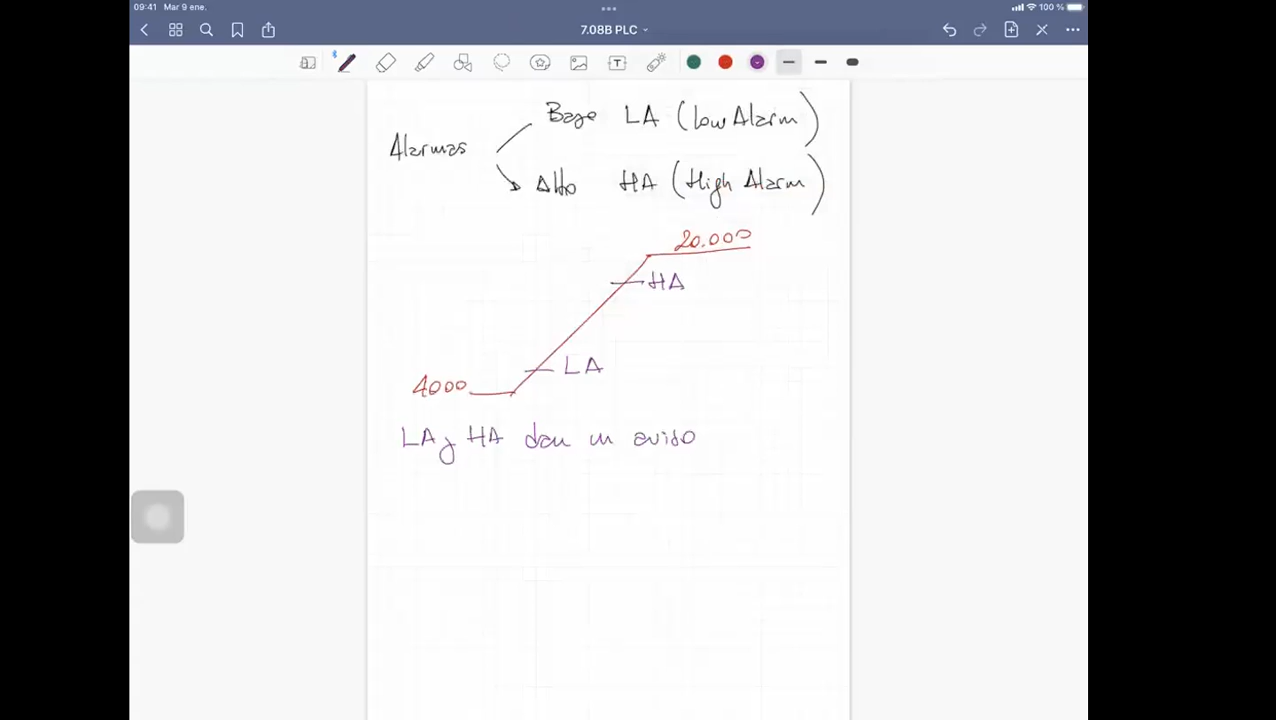 09:41 Mar 9 ene.
100 %
7.08B PLC
Alarmas
Baje LA (low Alarm)
Alto HA (High Alarm)
20.000
HA
LA
4000
LA y HA dan un aviso